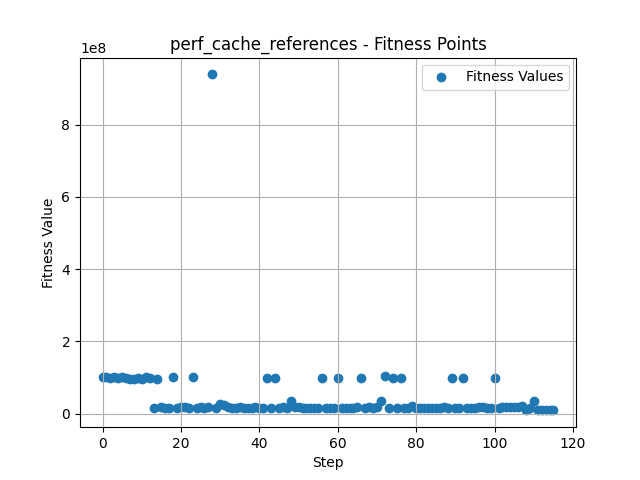 perf_cache_references - Fitness Points
1e8
Fitness Values
8
6
4
2
0
Fitness Value
0
20
40
60
80
100
120
Step